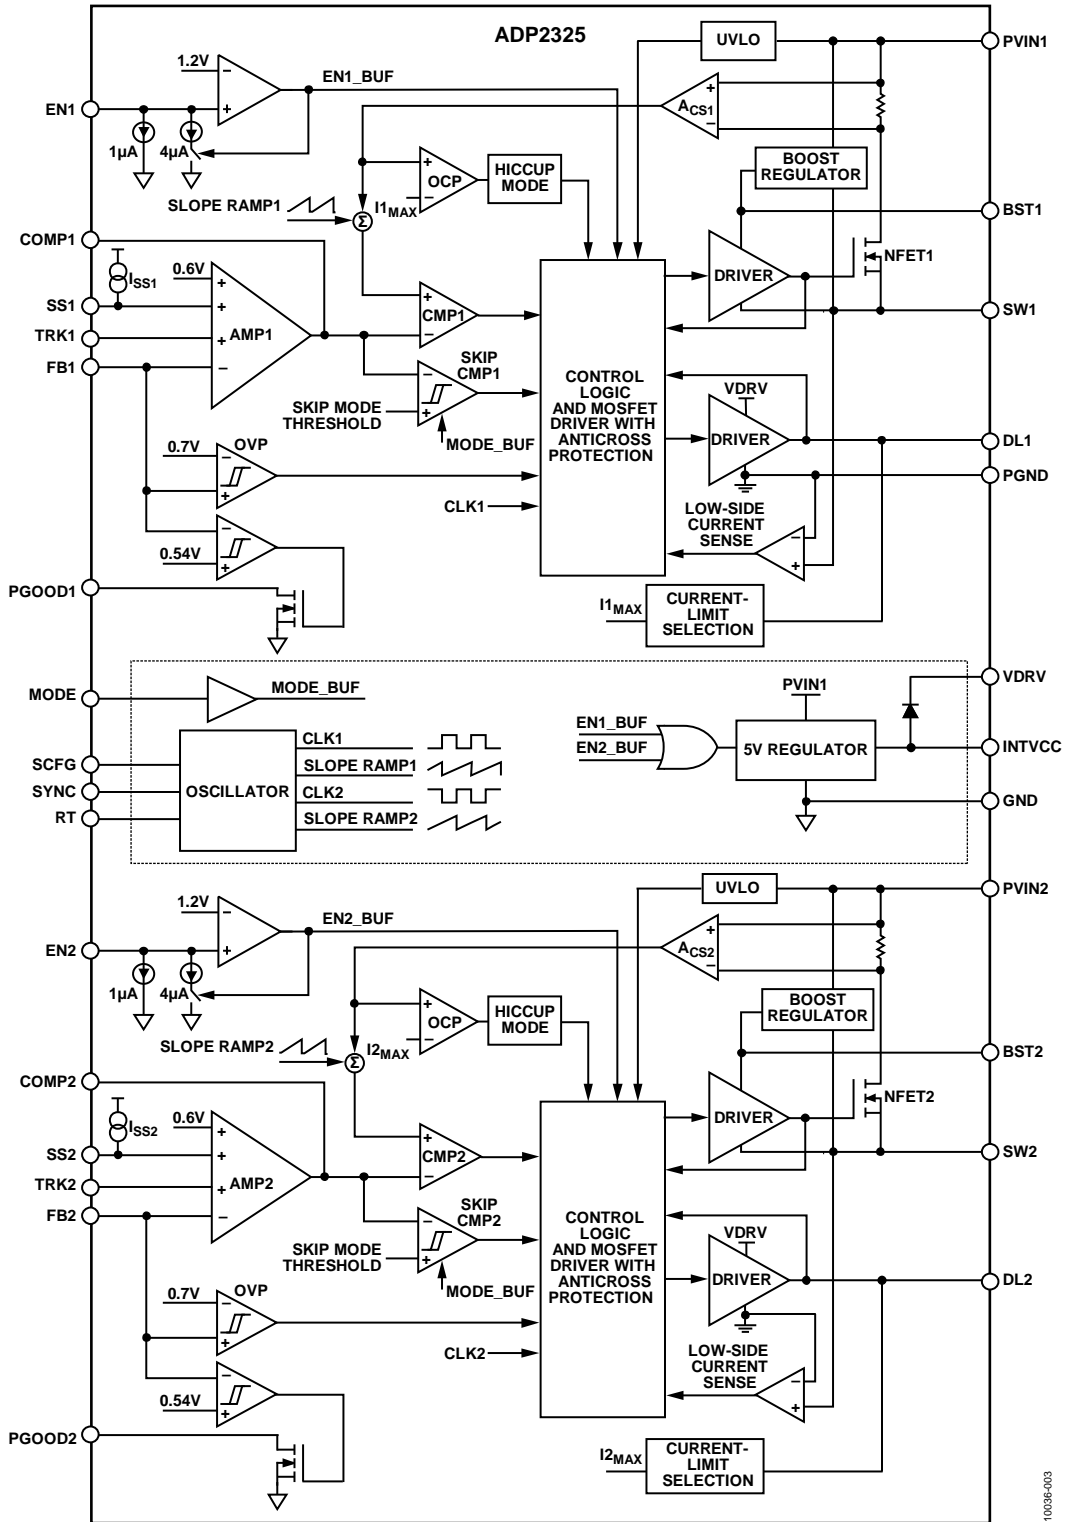 ADP2325
UVLO
PVIN1
1.2V
−
EN1_BUF
EN1
+
ACS1
+
−
1µA
4µA
BOOST
REGULATOR
+
OCP
−
HICCUP
MODE
SLOPE RAMP1
Σ
I1MAX
BST1
COMP1
NFET1
ISS1
0.6V
+
DRIVER
SS1
+
+
CMP1
−
SW1
TRK1
+
AMP1
FB1
−
SKIP
CMP1
−
+
SKIP MODE
THRESHOLD
MODE_BUF
CONTROL
LOGIC
AND MOSFET
DRIVER WITH
ANTICROSS
PROTECTION
VDRV
DRIVER
DL1
0.7V
OVP
−
+
PGND
CLK1
LOW-SIDE
CURRENT
SENSE
−
+
−
0.54V
+
PGOOD1
I1MAX
CURRENT-
LIMIT
SELECTION
MODE
MODE_BUF
PVIN1
VDRV
EN1_BUF
EN2_BUF
5V REGULATOR
INTVCC
SCFG
SYNC
RT
OSCILLATOR
CLK1
SLOPE RAMP1
CLK2
SLOPE RAMP2
GND
UVLO
PVIN2
1.2V
−
EN2_BUF
EN2
+
ACS2
+
−
1µA
4µA
BOOST
REGULATOR
+
OCP
−
HICCUP
MODE
SLOPE RAMP2
Σ
I2MAX
BST2
COMP2
NFET2
ISS2
0.6V
+
DRIVER
SS2
+
+
CMP2
−
SW2
TRK2
+
AMP2
FB2
−
SKIP
CMP2
−
+
SKIP MODE
THRESHOLD
MODE_BUF
CONTROL
LOGIC
AND MOSFET
DRIVER WITH
ANTICROSS
PROTECTION
VDRV
DRIVER
DL2
0.7V
OVP
−
+
CLK2
LOW-SIDE
CURRENT
SENSE
−
+
−
0.54V
+
PGOOD2
I2MAX
CURRENT-
LIMIT
SELECTION
10036-003